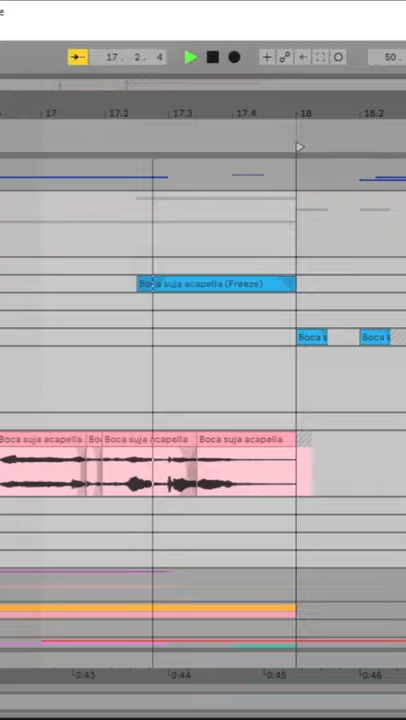 e
17 . 2 . 4
50 .
17
17.2
17.3
17.4
18
18.2
Boca suja acapella (Freeze)
Boca s
Boca s
Boca suja acapella
Bo
Boca suja acapella
Boca suja acapella
0:43
0:44
0:45
0:46